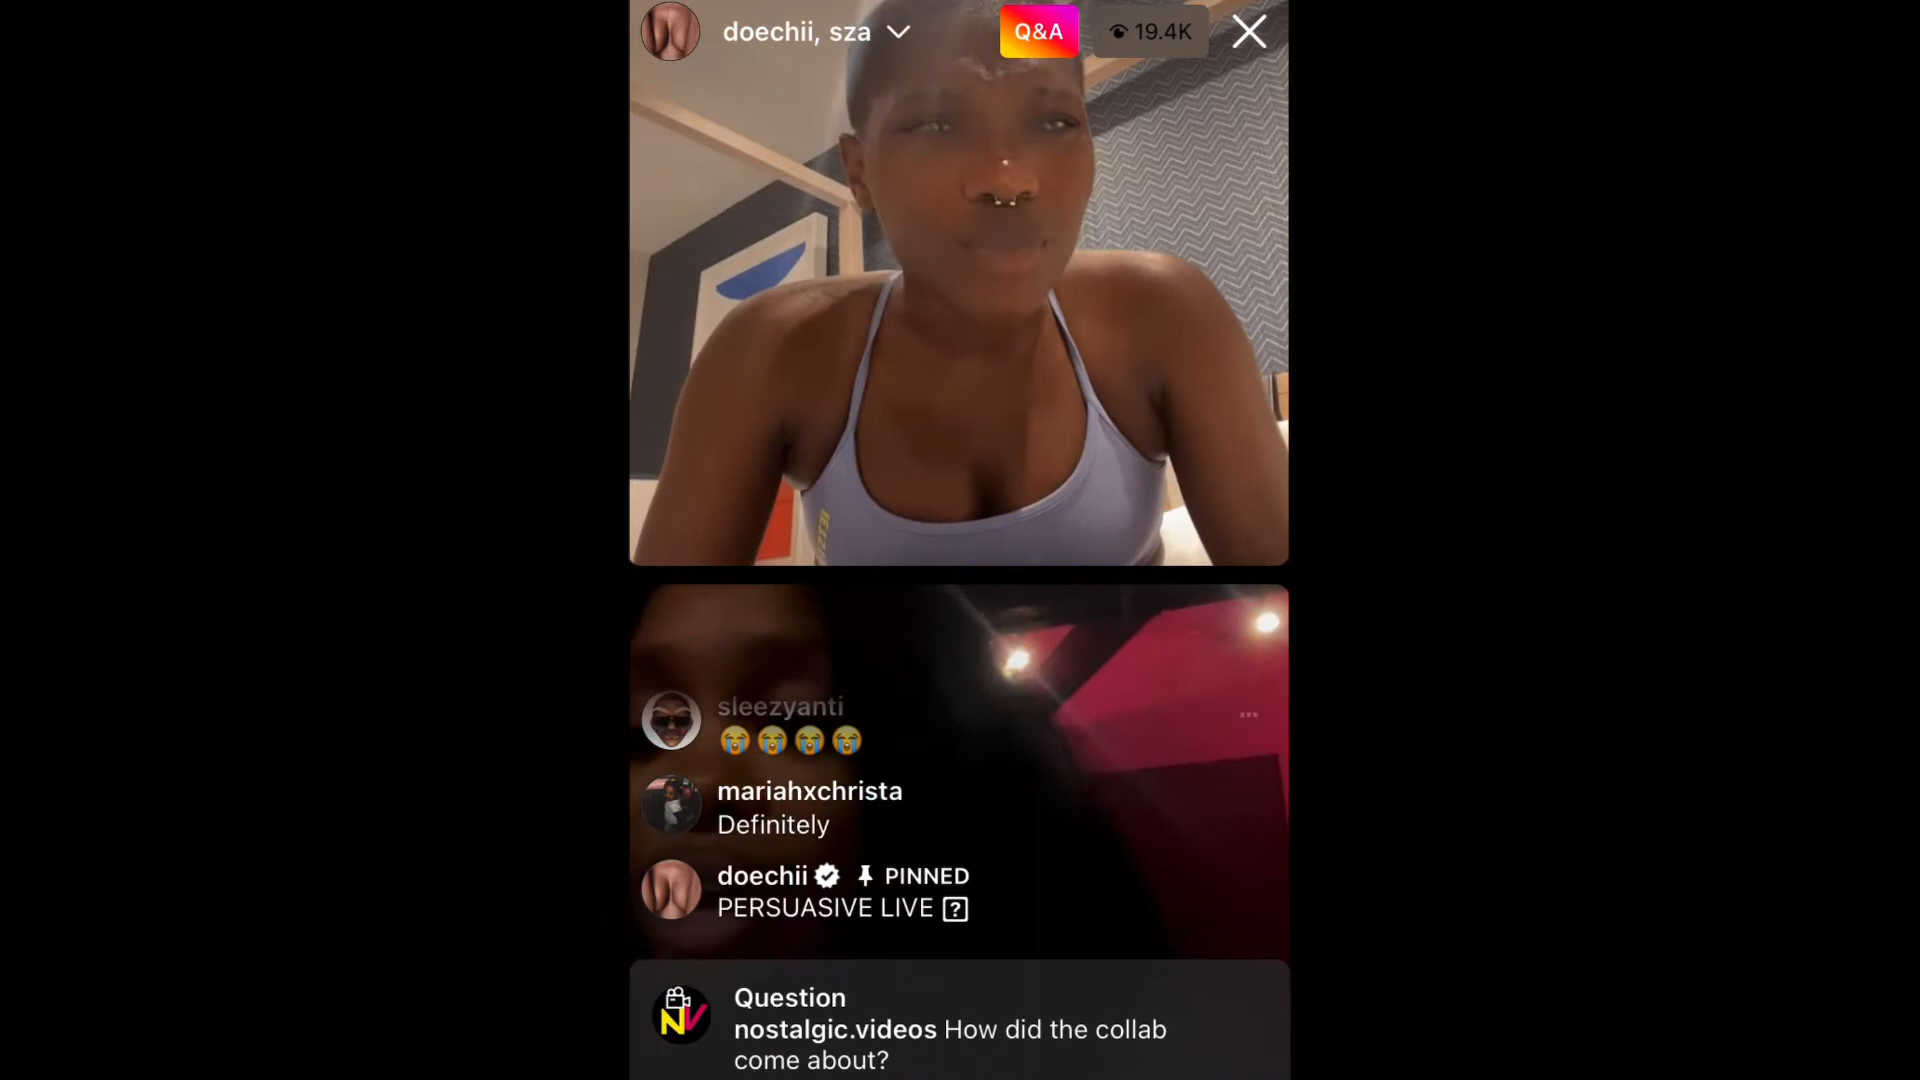 doechii, sza
Q&A
19.4K
sleezyanti
😭😭😭😭
mariahxchrista
Definitely
doechii PINNED
PERSUASIVE LIVE
Question
nostalgic.videos How did the collab
come about?
NV